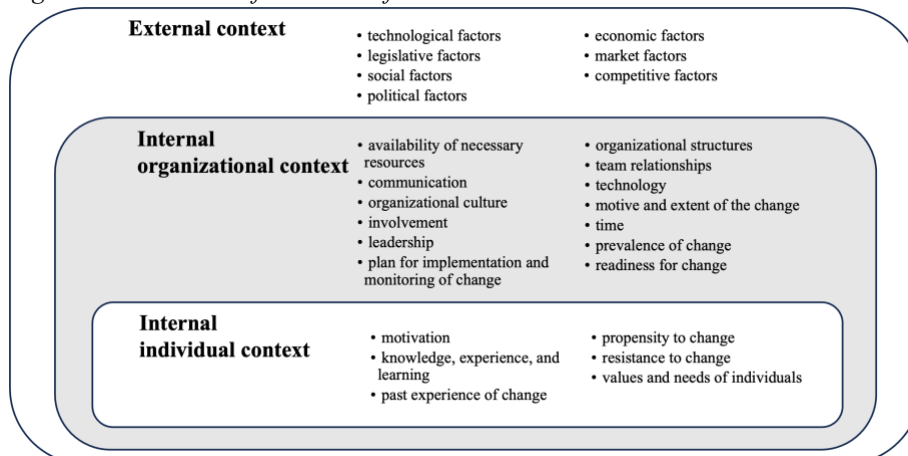 External context
• technological factors
• legislative factors
• social factors
• political factors
• economic factors
• market factors
• competitive factors
Internal
organizational context
• availability of necessary
resources
• communication
• organizational culture
• involvement
• leadership
• plan for implementation and
monitoring of change
• organizational structures
• team relationships
• technology
• motive and extent of the change
• time
• prevalence of change
• readiness for change
Internal
individual context
• motivation
• knowledge, experience, and
learning
• past experience of change
• propensity to change
• resistance to change
• values and needs of individuals